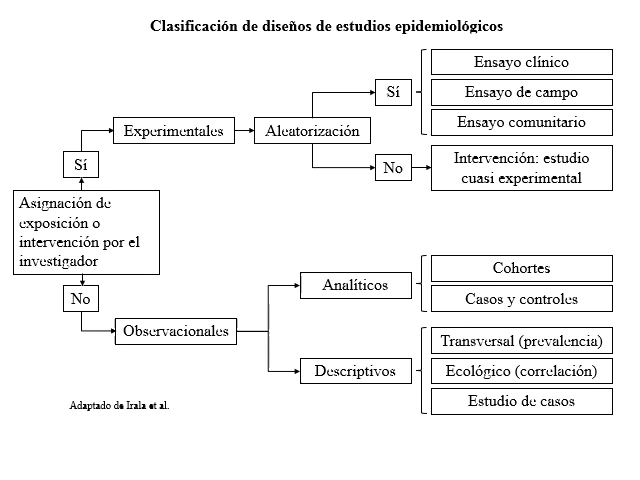 Clasificación de diseños de estudios epidemiológicos
Ensayo clínico
Sí
Ensayo de campo
Ensayo comunitario
Experimentales
Aleatorización
No
Intervención: estudio
cuasi experimental
Sí
Asignación de
exposición o
intervención por el
investigador
No
Observacionales
Analíticos
Cohortes
Casos y controles
Descriptivos
Transversal (prevalencia)
Ecológico (correlación)
Estudio de casos
Adaptado de Irala et al.